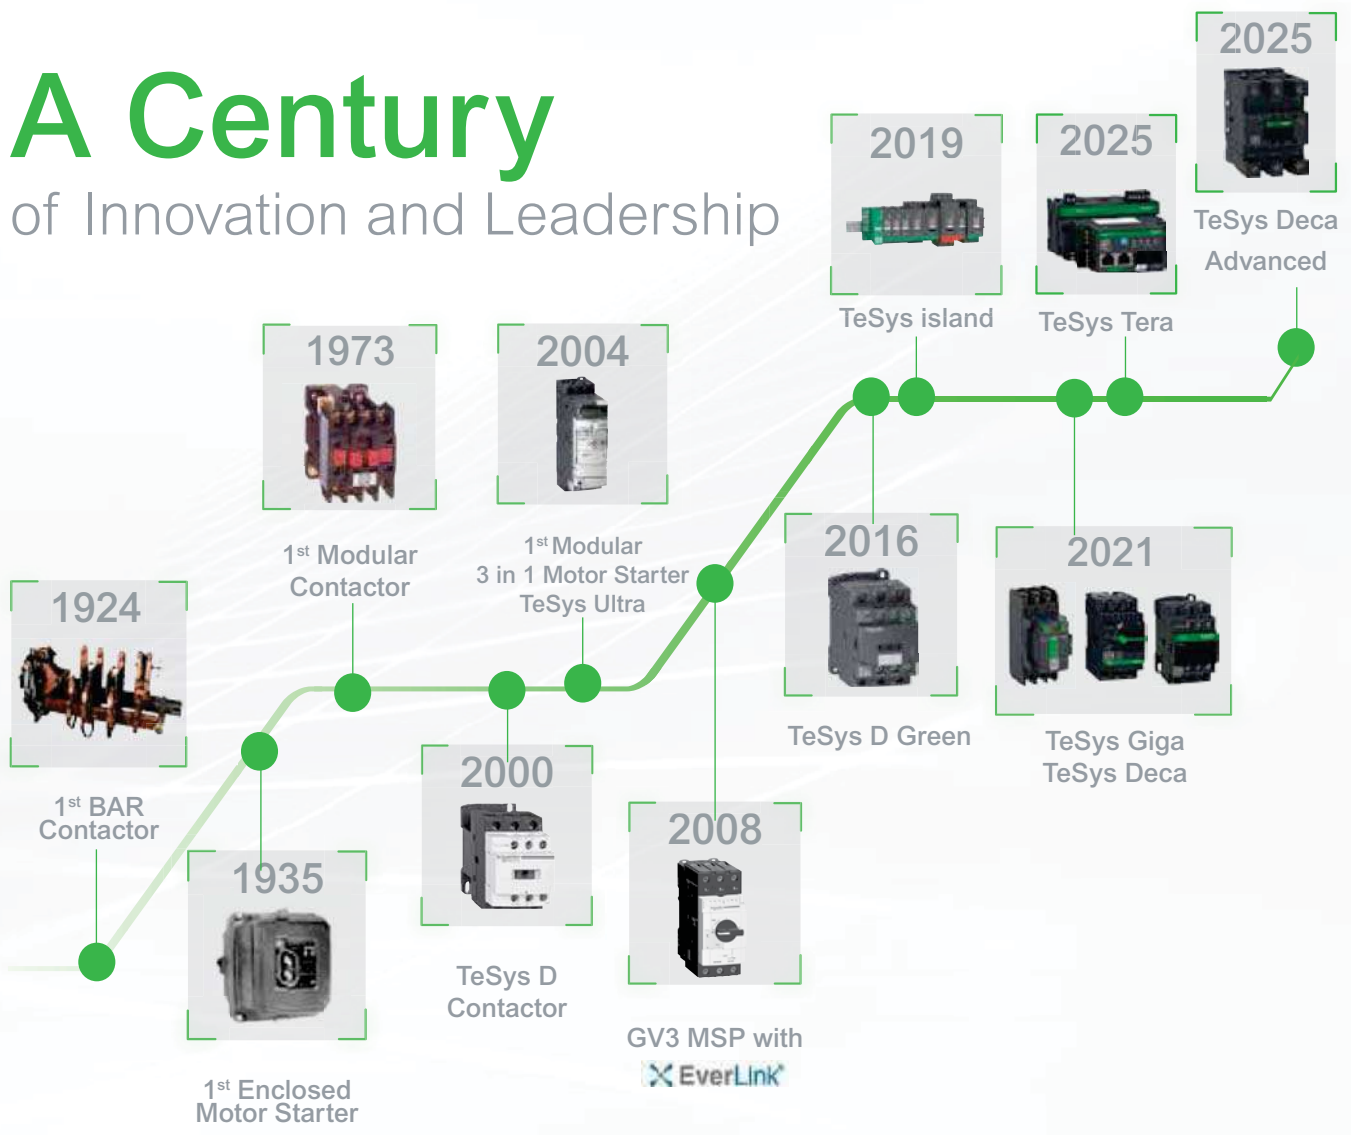 A Century
of Innovation and Leadership
1924
1st BAR
Contactor
1935
1st Enclosed
Motor Starter
1973
1st Modular
Contactor
2000
TeSys D
Contactor
2004
1st Modular
3 in 1 Motor Starter
TeSys Ultra
2008
GV3 MSP with
EverLink®
2016
TeSys D Green
2019
TeSys island
2021
TeSys Giga
TeSys Deca
2025
TeSys Tera
2025
TeSys Deca
Advanced